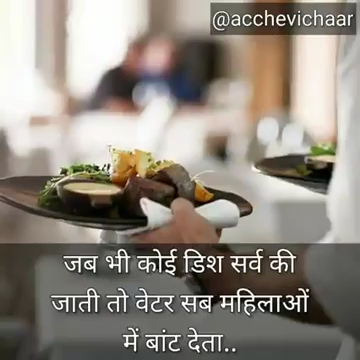 @acchevichaar
जब भी कोई डिश सर्व की
जाती तो वेटर सब महिलाओं
में बांट देता..